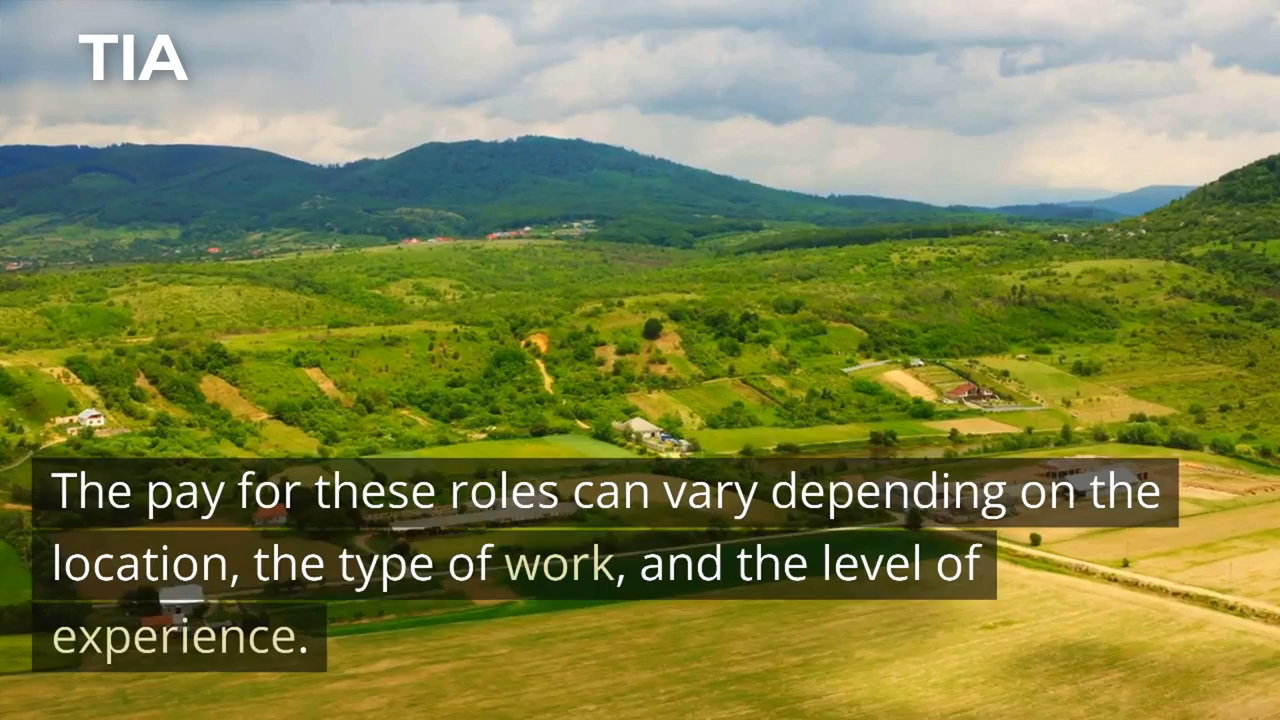 TIA
The pay for these roles can vary depending on the
location, the type of work, and the level of
experience.